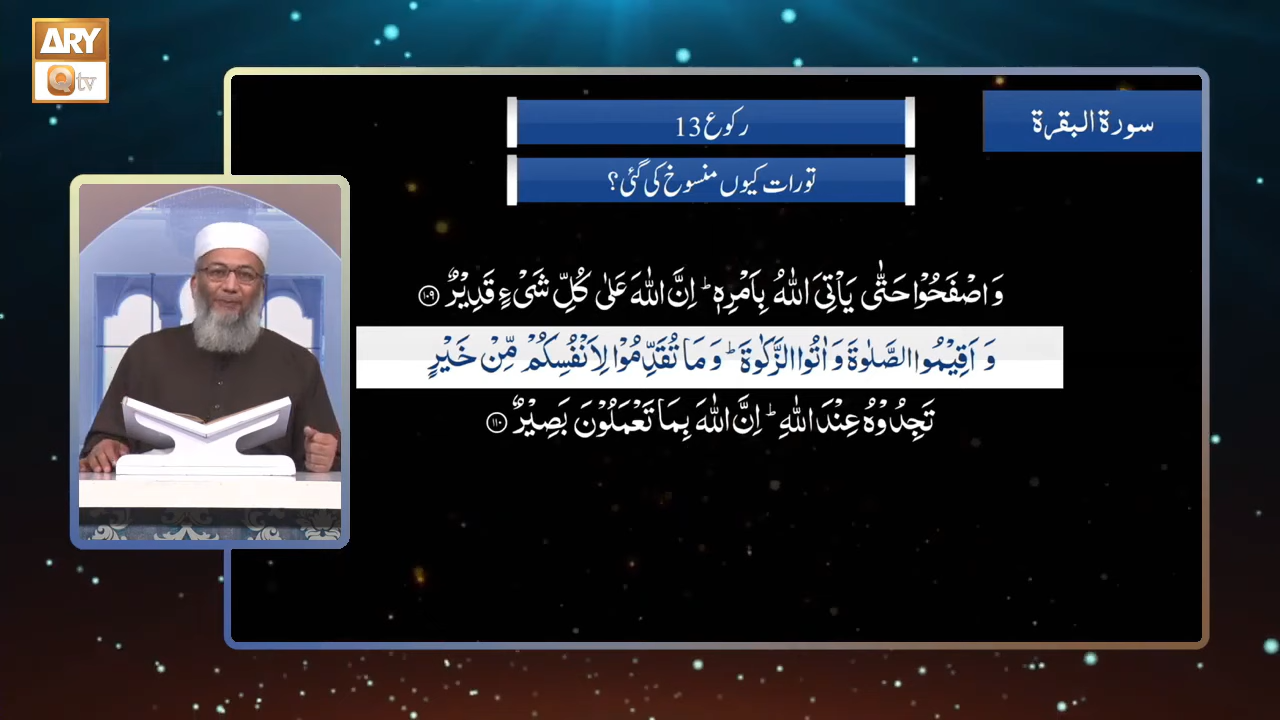 ARY
Qtv
سورۃ البقرۃ
رکوع 13
تورات کیوں منسوخ کی گئی؟
وَاصْفَحُوْا حَتّٰى يَاْتِيَ اللّٰهُ بِاَمْرِهٖ ؕ اِنَّ اللّٰهَ عَلٰى كُلِّ شَيْءٍ قَدِيْرٌ ﴿۱۰۹﴾
وَ اَقِيْمُوا الصَّلٰوةَ وَ اٰتُوا الزَّكٰوةَ ؕ وَ مَا تُقَدِّمُوْا لِاَنْفُسِكُمْ مِّنْ خَيْرٍ
تَجِدُوْهُ عِنْدَ اللّٰهِ ؕ اِنَّ اللّٰهَ بِمَا تَعْمَلُوْنَ بَصِيْرٌ ﴿۱۱۰﴾